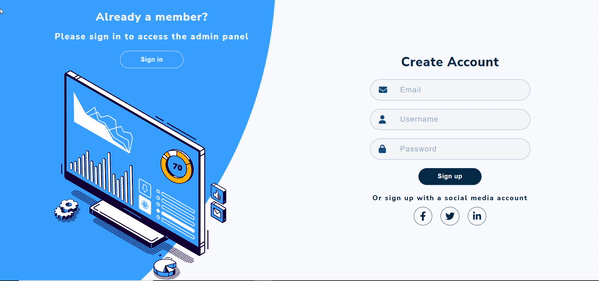 Already a member?
Please sign in to access the admin panel
Sign in
70
Create Account
Email
Username
Password
Sign up
Or sign up with a social media account
f
in